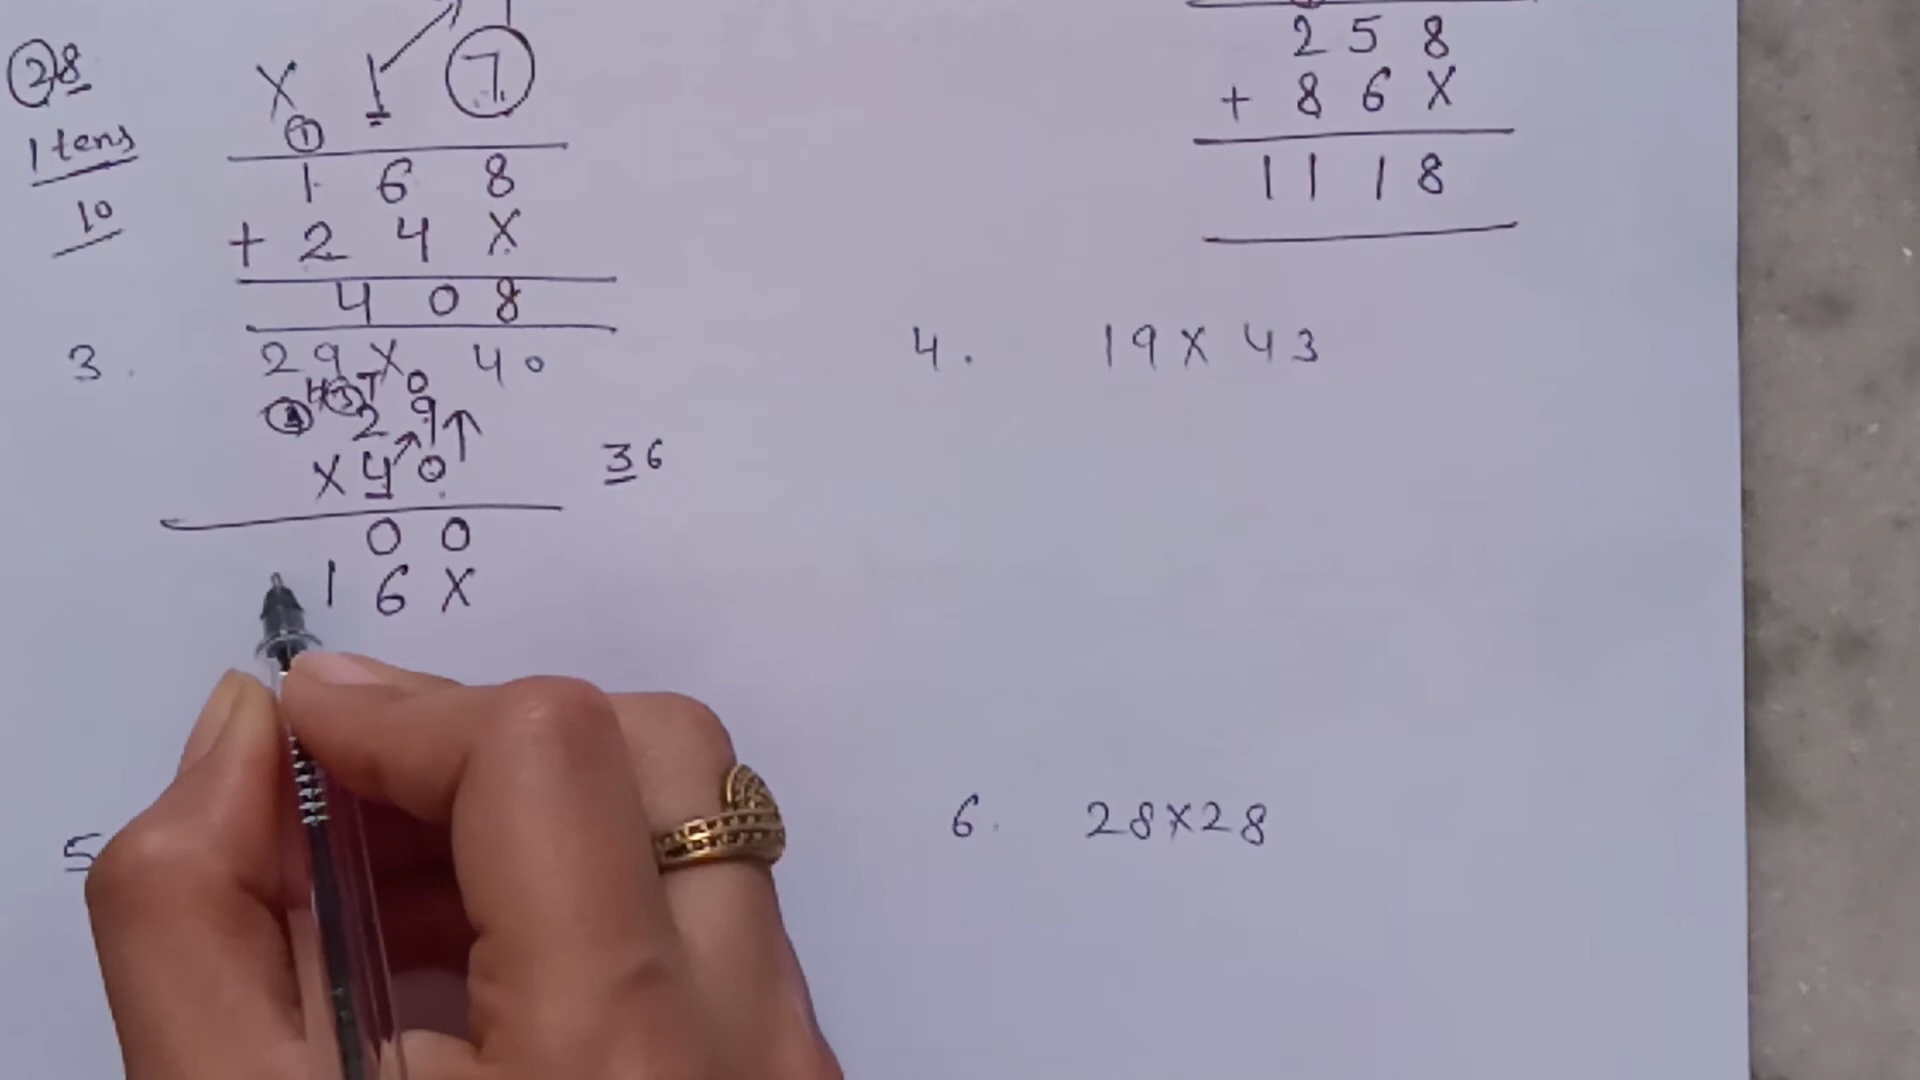 28
1 tens
10
X 1 7
1
1 6 8
+ 2 4 X
4 0 8
2 5 8
+ 8 6 X
1 1 1 8
3. 29 X 40
H T O
2 9
X 4 0
36
0 0
1 6 X
4. 19 X 43
5
6. 28X28